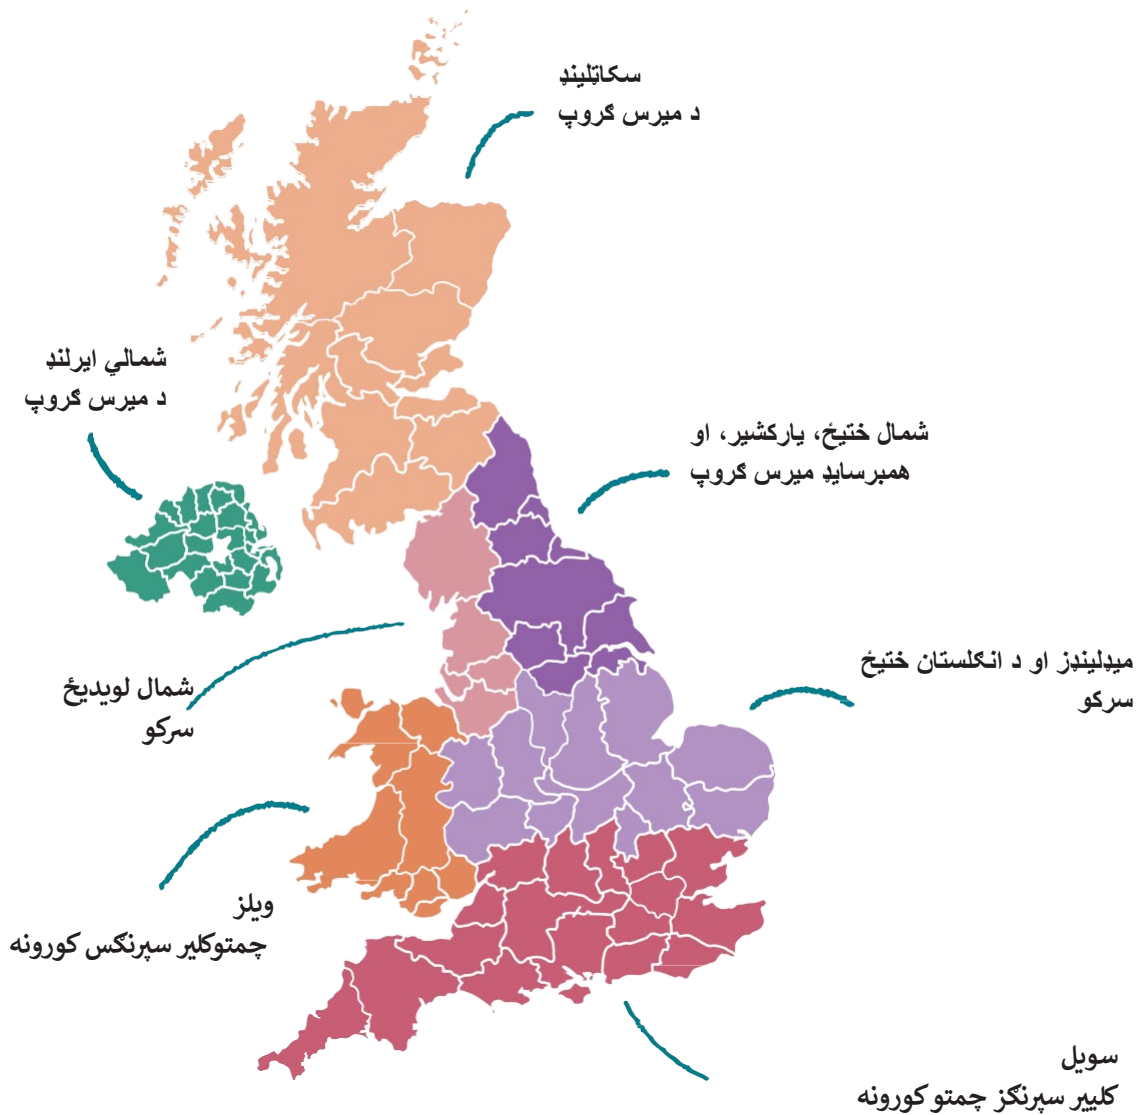 سکاټلینډ
د میرس ګروپ
شمالي ایرلنډ
د میرس ګروپ
شمال ختیځ، یارکشیر، او
همبرسایډ میرس ګروپ
میډلینډز او د انګلستان ختیځ
سرکو
شمال لویدیځ
سرکو
ویلز
چمتوکلیر سپرنګس کورونه
سویل
کلییر سپرنګز چمتو کورونه